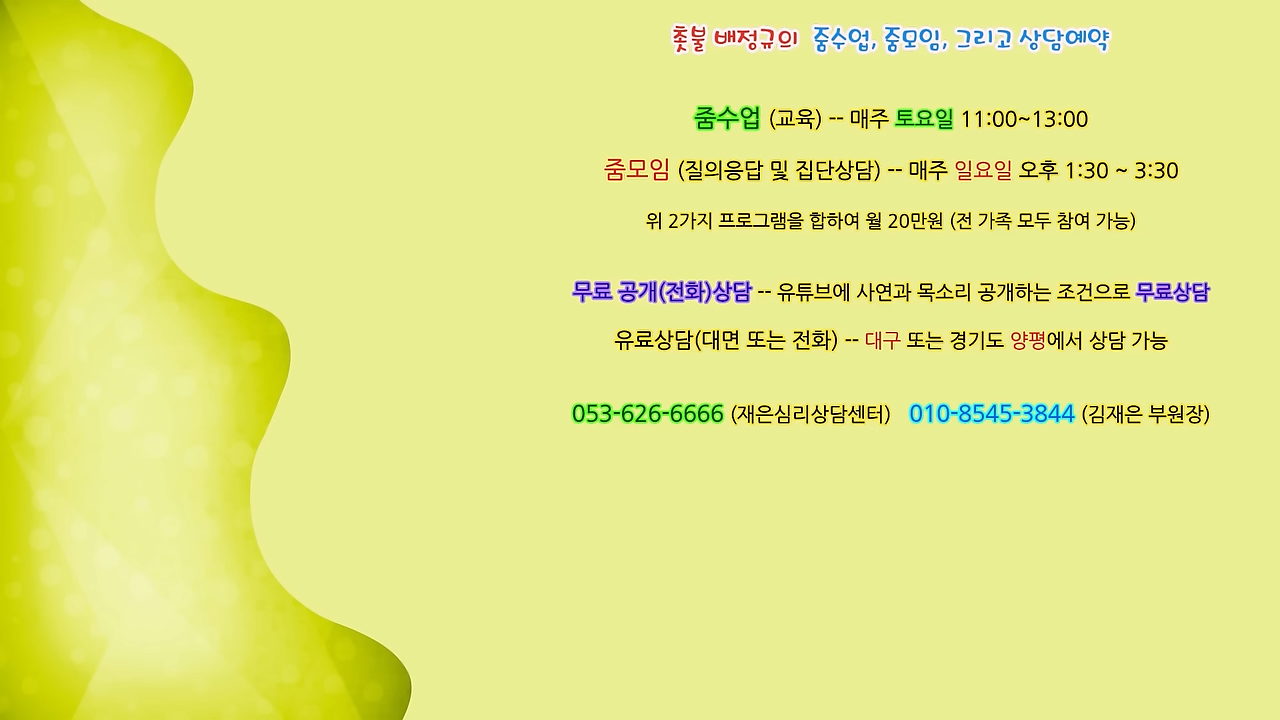 촛불 배정규의 줌수업, 줌모임, 그리고 상담예약
줌수업 (교육) -- 매주 토요일 11:00~13:00
줌모임 (질의응답 및 집단상담) -- 매주 일요일 오후 1:30 ~ 3:30
위 2가지 프로그램을 합하여 월 20만원 (전 가족 모두 참여 가능)
무료 공개(전화)상담 -- 유튜브에 사연과 목소리 공개하는 조건으로 무료상담
유료상담(대면 또는 전화) -- 대구 또는 경기도 양평에서 상담 가능
053-626-6666 (재은심리상담센터) 010-8545-3844 (김재은 부원장)